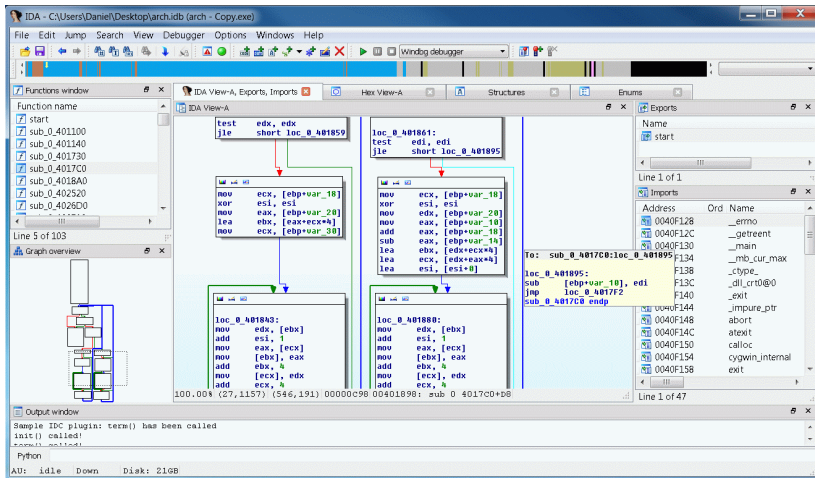 IDA - C:\Users\Daniel\Desktop\arch.idb (arch - Copy.exe)
File Edit Jump Search View Debugger Options Windows Help
Windbg debugger
Functions window
Function name
start
sub_0_401100
sub_0_401140
sub_0_401730
sub_0_4017C0
sub_0_4018A0
sub_0_402520
sub_0_4026D0
Line 5 of 103
Graph overview
IDA View-A, Exports, Imports
Hex View-A
Structures
Enums
IDA View-A
test edx, edx
jle short loc_401859
mov ecx, [ebp+var_18]
xor esi, esi
mov eax, [ebp+var_20]
lea ebx, [eax+ecx*4]
mov ecx, [ebp+var_30]
loc_0_401843:
mov edx, [ebx]
add esi, 1
mov eax, [ecx]
mov [ebx], eax
add ebx, 4
mov [ecx], edx
add ecx, 4
loc_0_401861:
test edi, edi
jle short loc_0_401895
mov ecx, [ebp+var_18]
xor esi, esi
mov edx, [ebp+var_20]
mov eax, [ebp+var_10]
add eax, [ebp+var_18]
sub eax, [ebp+var_14]
lea ebx, [edx+ecx*4]
lea ecx, [edx+eax*4]
lea esi, [esi+0]
loc_0_401880:
mov edx, [ebx]
add esi, 1
mov eax, [ecx]
mov [ebx], eax
add ebx, 4
mov [ecx], edx
add ecx, 4
To: sub_0_4017C0:loc_0_401895
loc_0_401895:
sub [ebp+var_10], edi
jmp loc_0_4017F2
sub_0_4017C0 endp
100.00% (27,1157) (546,191) 00000C98 00401898: sub_0_4017C0+D8
Exports
Name
start
Line 1 of 1
Imports
Address Ord Name
0040F128 __errno
0040F12C __getreent
0040F130 __main
F134 __mb_cur_max
F138 _ctype_
F13C _dll_crt0@0
F140 _exit
0040F144 _impure_ptr
0040F148 abort
0040F14C atexit
0040F150 calloc
0040F154 cygwin_internal
0040F158 exit
Line 1 of 47
Output window
Sample IDC plugin: term() has been called
init() called!
term() called!
Python
AU: idle Down Disk: 21GB